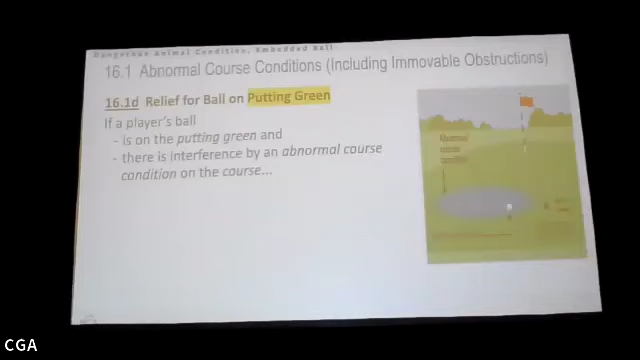 Dangerous Animal Condition, Embedded Ball
16.1 Abnormal Course Conditions (Including Immovable Obstructions)
16.1d Relief for Ball on Putting Green
If a player's ball
- is on the putting green and
- there is interference by an abnormal course
condition on the course...
CGA